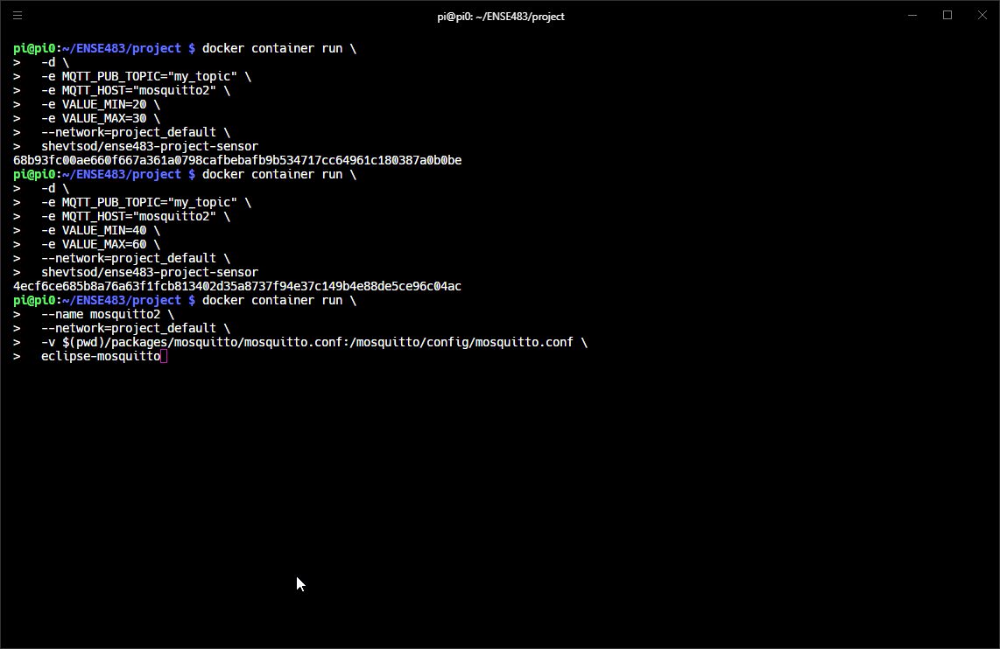 pi@pi0: ~/ENSE483/project
pi@pi0:~/ENSE483/project $ docker container run \
>   -d \
>   -e MQTT_PUB_TOPIC="my_topic" \
>   -e MQTT_HOST="mosquitto2" \
>   -e VALUE_MIN=20 \
>   -e VALUE_MAX=30 \
>   --network=project_default \
>   shevtsod/ense483-project-sensor
68b93fc00ae660f667a361a0798cafbebafb9b534717cc64961c180387a0b0be
pi@pi0:~/ENSE483/project $ docker container run \
>   -d \
>   -e MQTT_PUB_TOPIC="my_topic" \
>   -e MQTT_HOST="mosquitto2" \
>   -e VALUE_MIN=40 \
>   -e VALUE_MAX=60 \
>   --network=project_default \
>   shevtsod/ense483-project-sensor
4ecf6ce685b8a76a63f1fcb813402d35a8737f94e37c149b4e88de5ce96c04ac
pi@pi0:~/ENSE483/project $ docker container run \
>   --name mosquitto2 \
>   --network=project_default \
>   -v $(pwd)/packages/mosquitto/mosquitto.conf:/mosquitto/config/mosquitto.conf \
>   eclipse-mosquitto